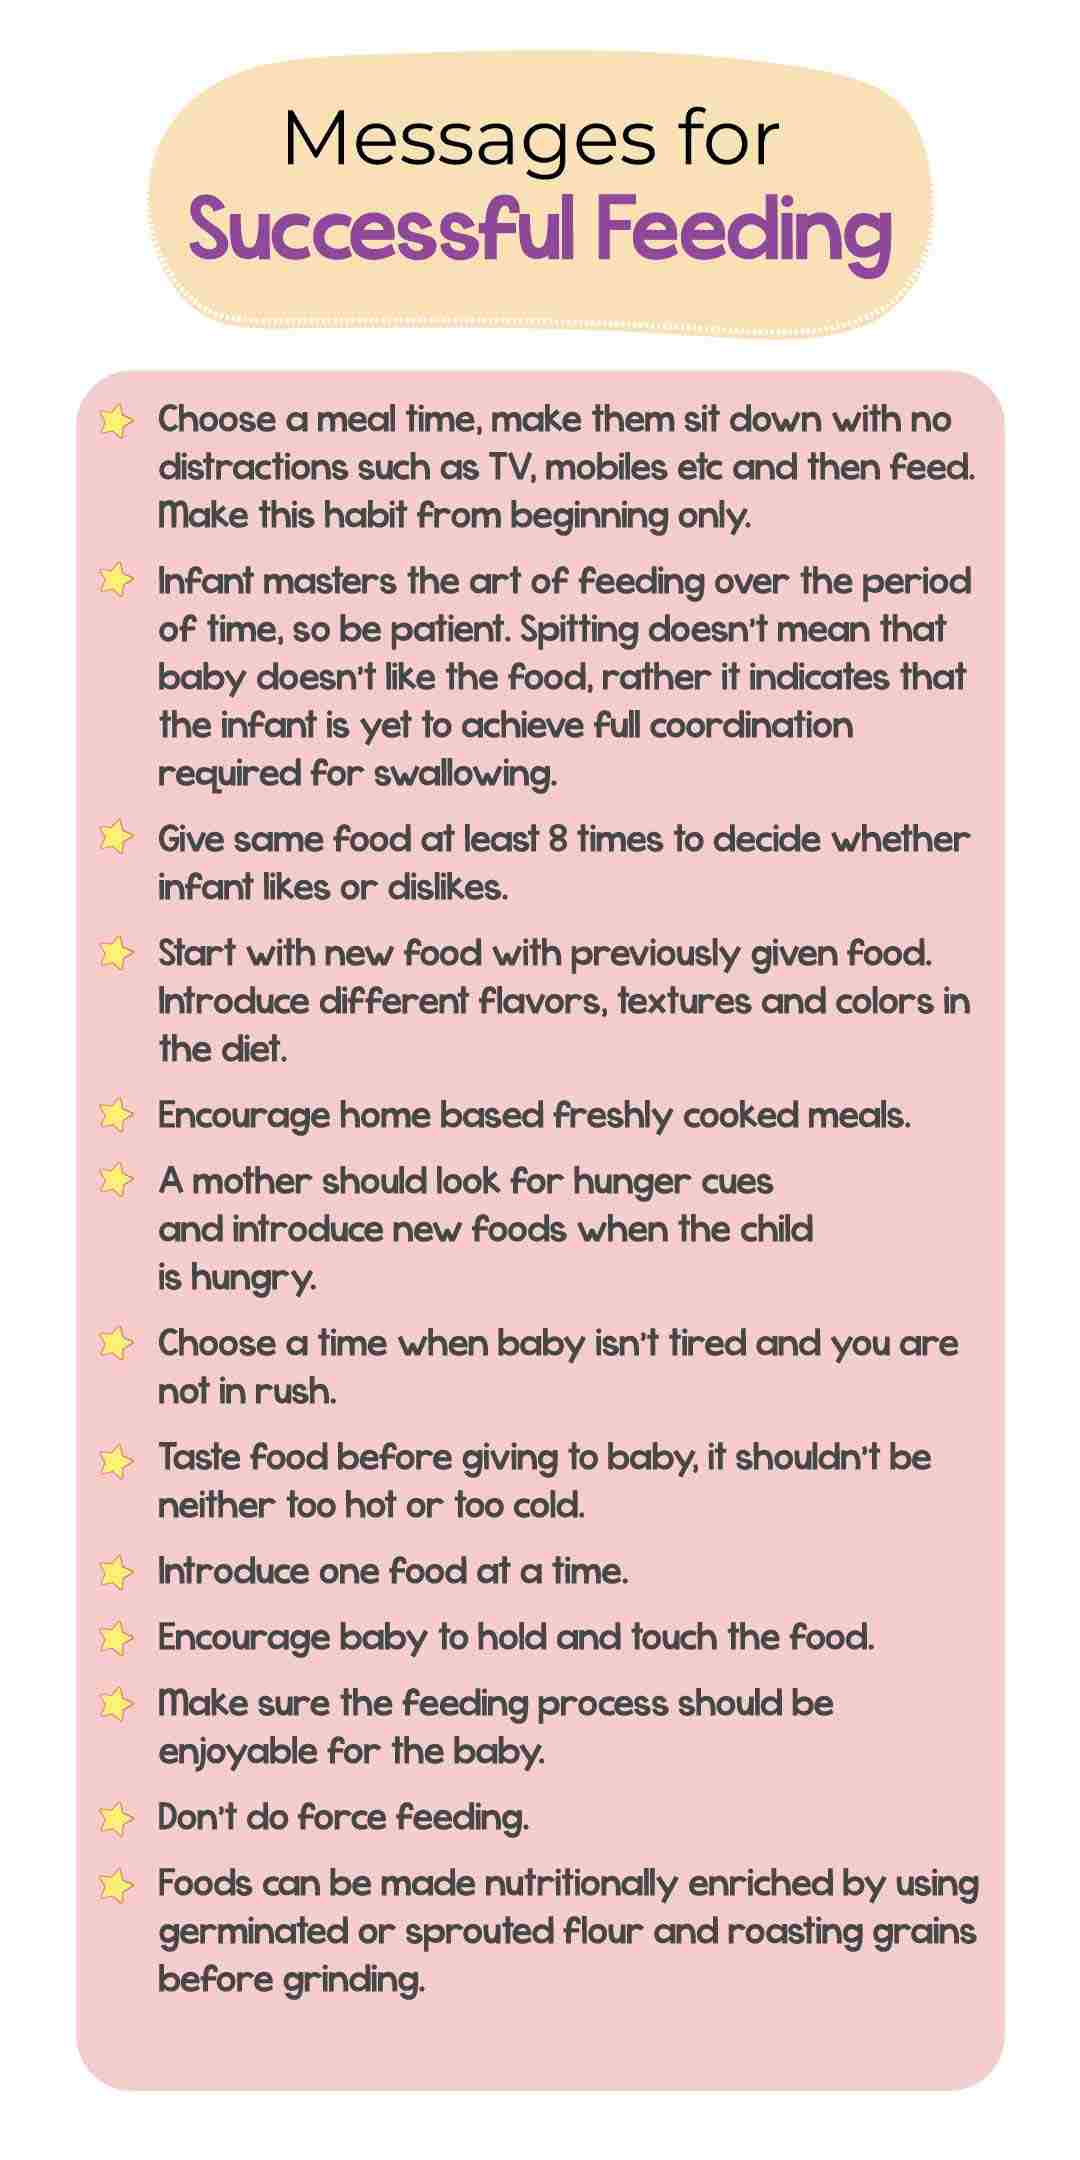 Messages for
Successful Feeding
Choose a meal time, make them sit down with no
distractions such as TV, mobiles etc and then feed.
Make this habit from beginning only.
Infant masters the art of feeding over the period
of time, so be patient. Spitting doesn't mean that
baby doesn't like the food, rather it indicates that
the infant is yet to achieve full coordination
required for swallowing.
Give same food at least 8 times to decide whether
infant likes or dislikes.
Start with new food with previously given food.
Introduce different flavors, textures and colors in
the diet.
Encourage home based freshly cooked meals.
A mother should look for hunger cues
and introduce new foods when the child
is hungry.
Choose a time when baby isn't tired and you are
not in rush.
Taste food before giving to baby, it shouldn't be
neither too hot or too cold.
Introduce one food at a time.
Encourage baby to hold and touch the food.
Make sure the feeding process should be
enjoyable for the baby.
Don't do force feeding.
Foods can be made nutritionally enriched by using
germinated or sprouted flour and roasting grains
before grinding.